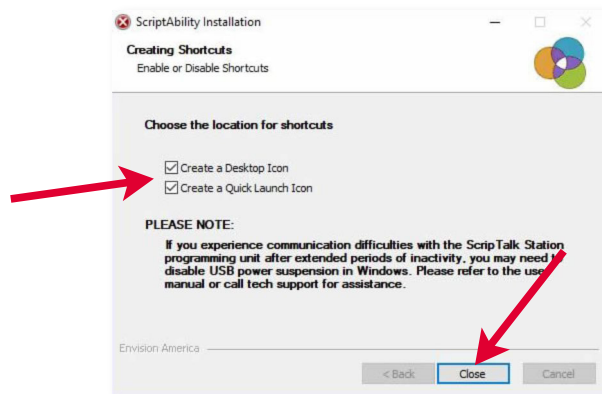 ScriptAbility Installation
Creating Shortcuts
Enable or Disable Shortcuts
Choose the location for shortcuts
Create a Desktop Icon
Create a Quick Launch Icon
PLEASE NOTE:
If you experience communication difficulties with the ScripTalk Station
programming unit after extended periods of inactivity, you may need to
disable USB power suspension in Windows. Please refer to the user
manual or call tech support for assistance.
Envision America
< Back Close Cancel